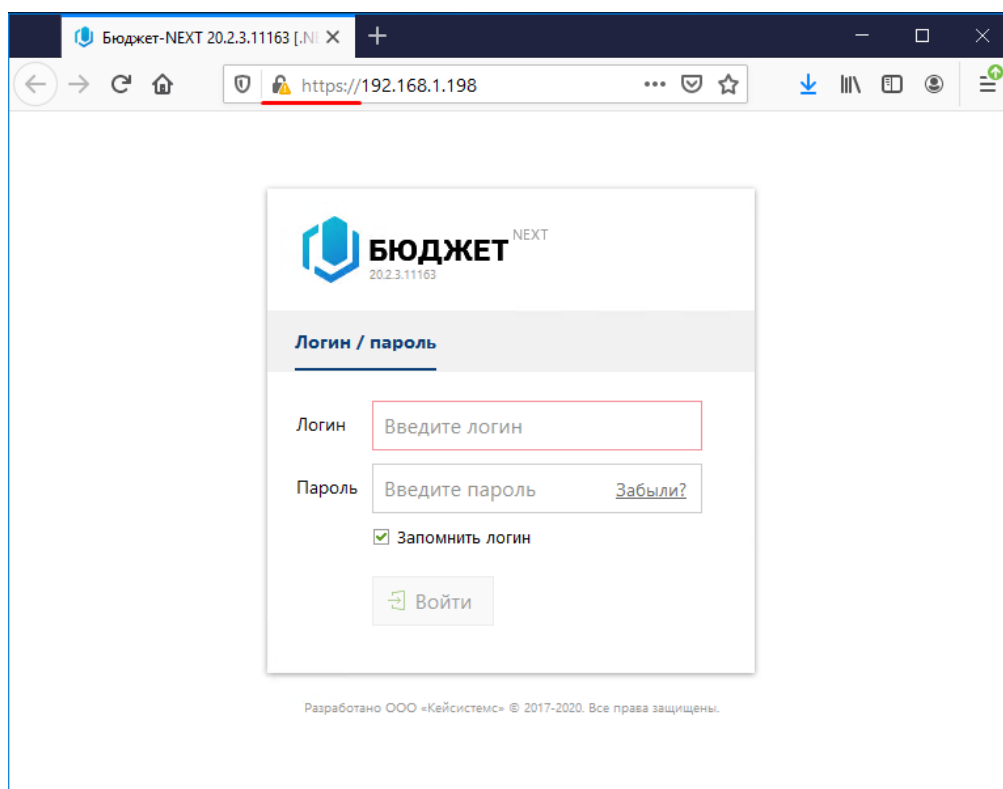 Бюджет-NEXT 20.2.3.11163 [.N
https://192.168.1.198
БЮДЖЕТ NEXT
20.2.3.11163
Логин / пароль
Логин
Введите логин
Пароль
Введите пароль
Забыли?
Запомнить логин
Войти
Разработано ООО «Кейсистемс» © 2017-2020. Все права защищены.